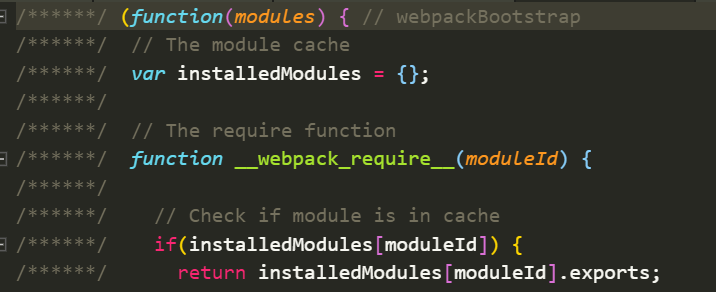 /******/ (function(modules) { // webpackBootstrap
/******/ // The module cache
/******/ var installedModules = {};
/******/
/******/ // The require function
/******/ function __webpack_require__(moduleId) {
/******/
/******/ // Check if module is in cache
/******/ if(installedModules[moduleId]) {
/******/ return installedModules[moduleId].exports;